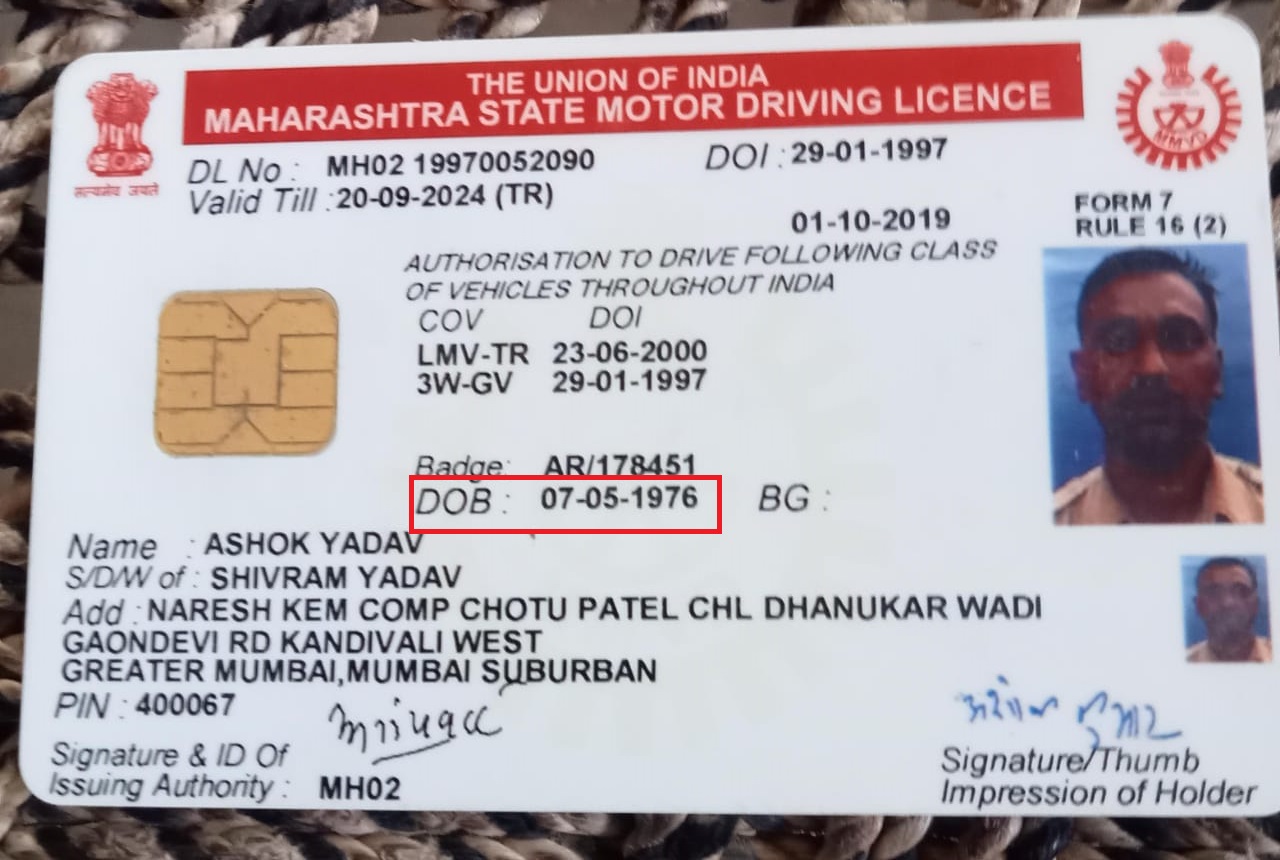 THE UNION OF INDIA
MAHARASHTRA STATE MOTOR DRIVING LICENCE
सत्यमेव जयते
MMVD
DL No : MH02 19970052090 DOI : 29-01-1997
Valid Till : 20-09-2024 (TR)
01-10-2019
FORM 7
RULE 16 (2)
AUTHORISATION TO DRIVE FOLLOWING CLASS
OF VEHICLES THROUGHOUT INDIA
COV DOI
LMV-TR 23-06-2000
3W-GV 29-01-1997
Badge: AR/178451
DOB : 07-05-1976 BG :
Name : ASHOK YADAV
S/D/W of : SHIVRAM YADAV
Add : NARESH KEM COMP CHOTU PATEL CHL DHANUKAR WADI
GAONDEVI RD KANDIVALI WEST
GREATER MUMBAI,MUMBAI SUBURBAN
PIN : 400067
Signature & ID Of
Issuing Authority : MH02
Signature/Thumb
Impression of Holder